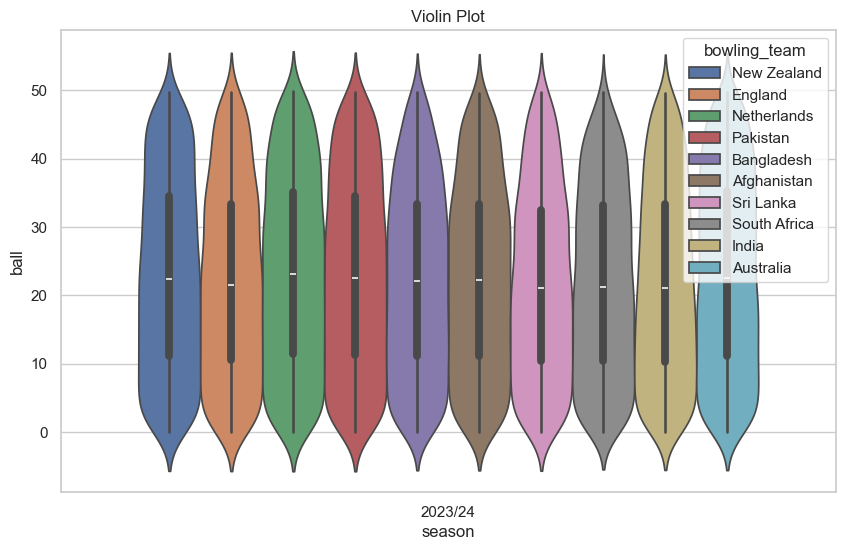 Violin Plot
bowling_team
New Zealand
England
Netherlands
Pakistan
Bangladesh
Afghanistan
Sri Lanka
South Africa
India
Australia
50
40
30
20
10
0
ball
2023/24
season